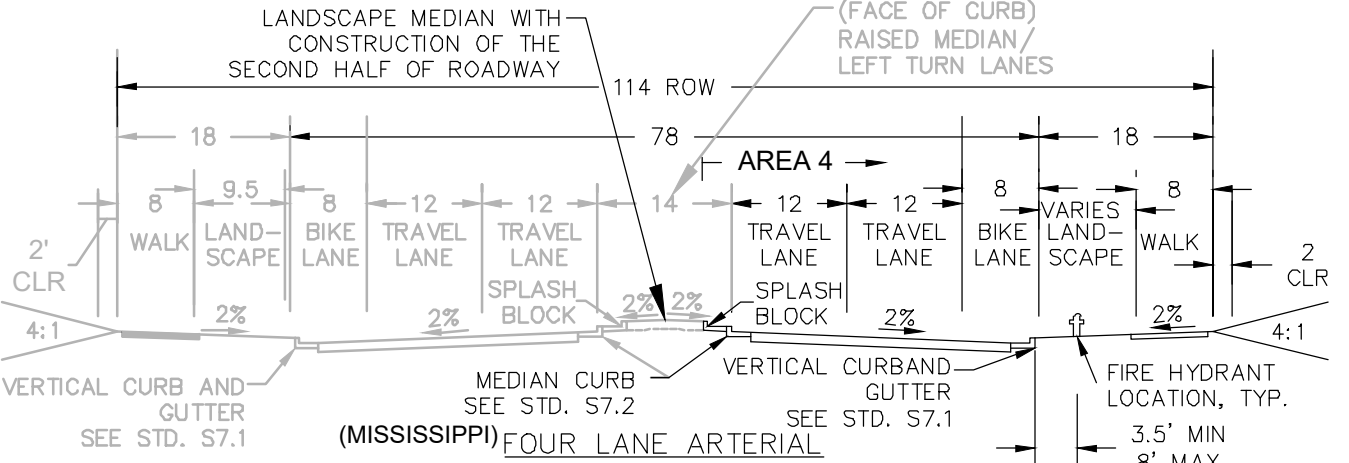 LANDSCAPE MEDIAN WITH
CONSTRUCTION OF THE
SECOND HALF OF ROADWAY
(FACE OF CURB)
RAISED MEDIAN/
LEFT TURN LANES
114 ROW
18
78
18
AREA 4
8
9.5
8
12
12
14
12
12
8
8
WALK
LAND-
SCAPE
BIKE
LANE
TRAVEL
LANE
TRAVEL
LANE
TRAVEL
LANE
TRAVEL
LANE
BIKE
LANE
VARIES
LAND-
SCAPE
WALK
2'
CLR
2
CLR
SPLASH
BLOCK
2% 2%
SPLASH
BLOCK
4:1
2%
2%
2%
2%
4:1
VERTICAL CURB AND
GUTTER
SEE STD. S7.1
MEDIAN CURB
SEE STD. S7.2
VERTICAL CURBAND
GUTTER
SEE STD. S7.1
FIRE HYDRANT
LOCATION, TYP.
3.5' MIN
8' MAX
(MISSISSIPPI) FOUR LANE ARTERIAL